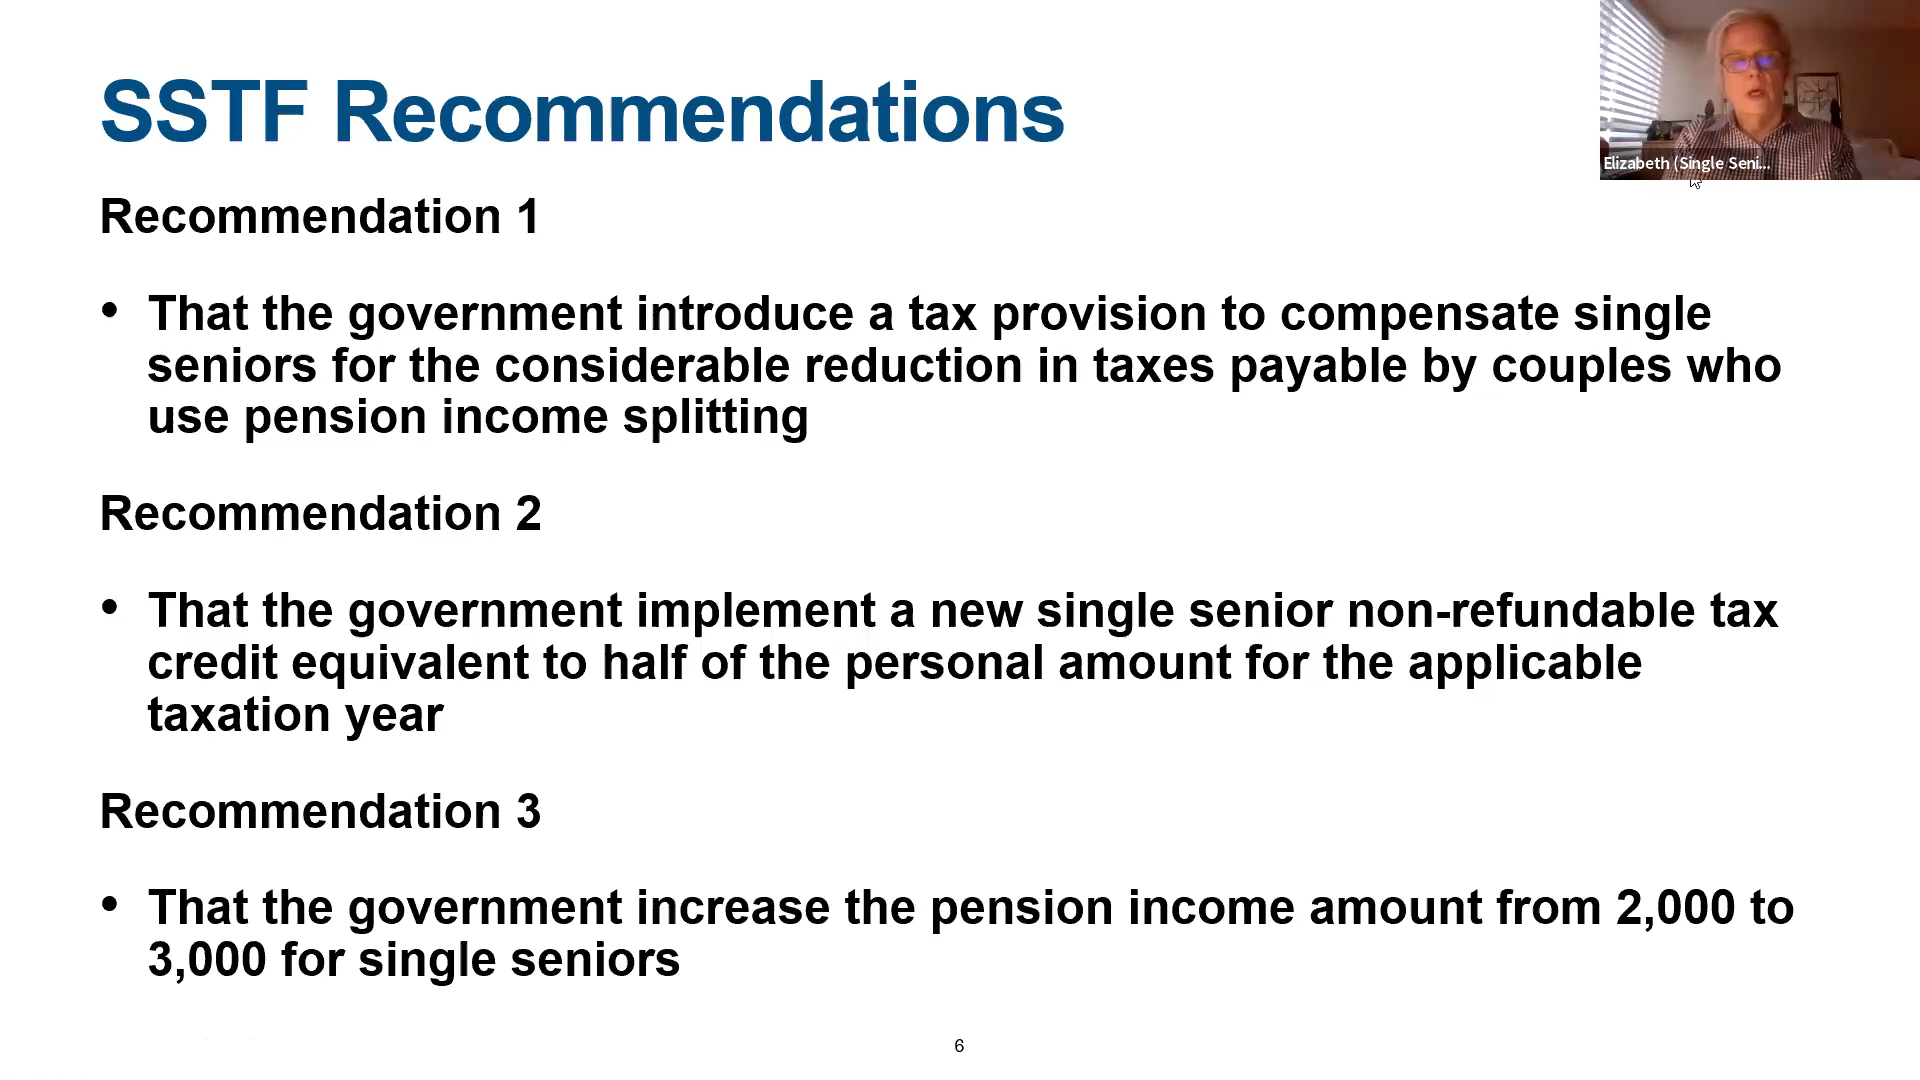 SSTF Recommendations
Elizabeth (Single Seni...
Recommendation 1
• That the government introduce a tax provision to compensate single
seniors for the considerable reduction in taxes payable by couples who
use pension income splitting
Recommendation 2
• That the government implement a new single senior non-refundable tax
credit equivalent to half of the personal amount for the applicable
taxation year
Recommendation 3
• That the government increase the pension income amount from 2,000 to
3,000 for single seniors
6